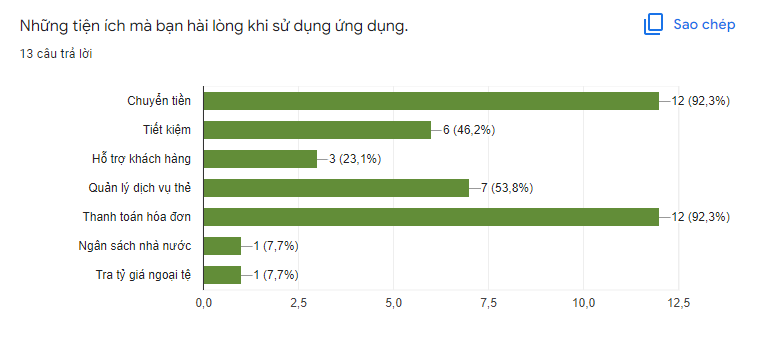 Những tiện ích mà bạn hài lòng khi sử dụng ứng dụng.
Sao chép
13 câu trả lời
Chuyển tiền 12 (92,3%)
Tiết kiệm 6 (46,2%)
Hỗ trợ khách hàng 3 (23,1%)
Quản lý dịch vụ thẻ 7 (53,8%)
Thanh toán hóa đơn 12 (92,3%)
Ngân sách nhà nước 1 (7,7%)
Tra tỷ giá ngoại tệ 1 (7,7%)
0,0 2,5 5,0 7,5 10,0 12,5